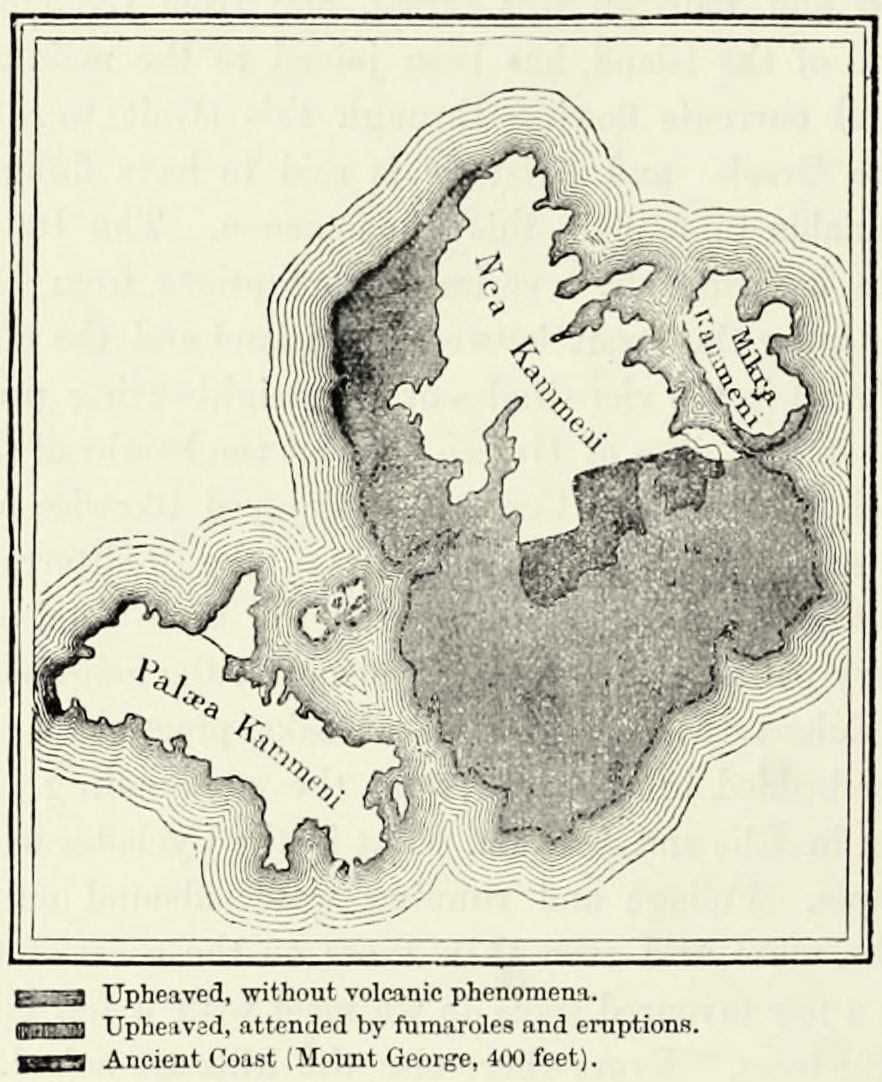 Nea
Kammeni
Mikra
Kammeni
Palæa Kammeni
Upheaved, without volcanic phenomena.
Upheaved, attended by fumaroles and eruptions.
Ancient Coast (Mount George, 400 feet).